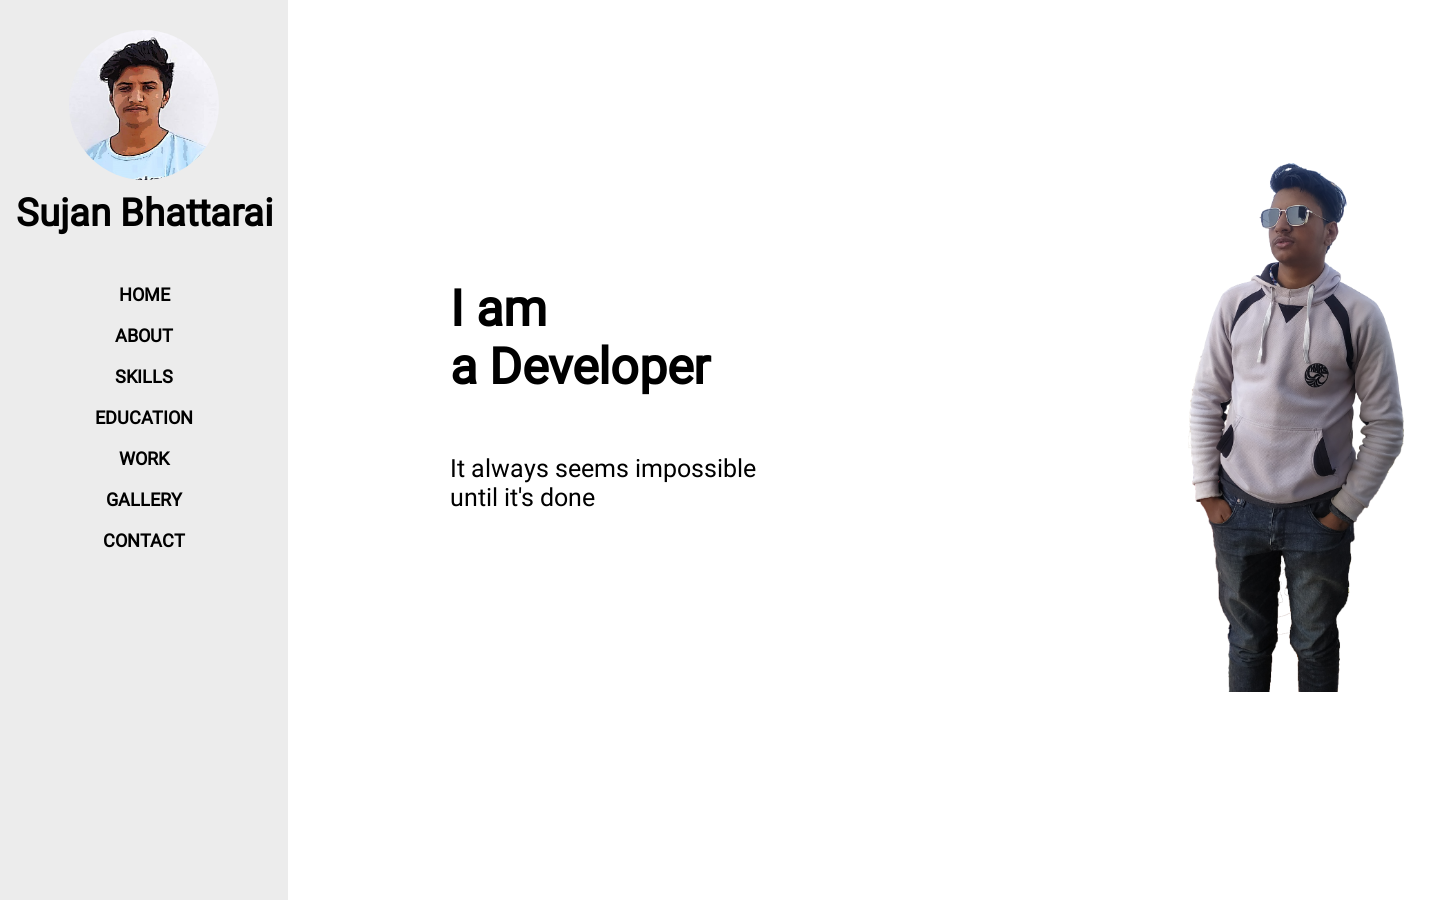 Sujan Bhattarai
HOME
ABOUT
SKILLS
EDUCATION
WORK
GALLERY
CONTACT
I am
a Developer
It always seems impossible
until it's done